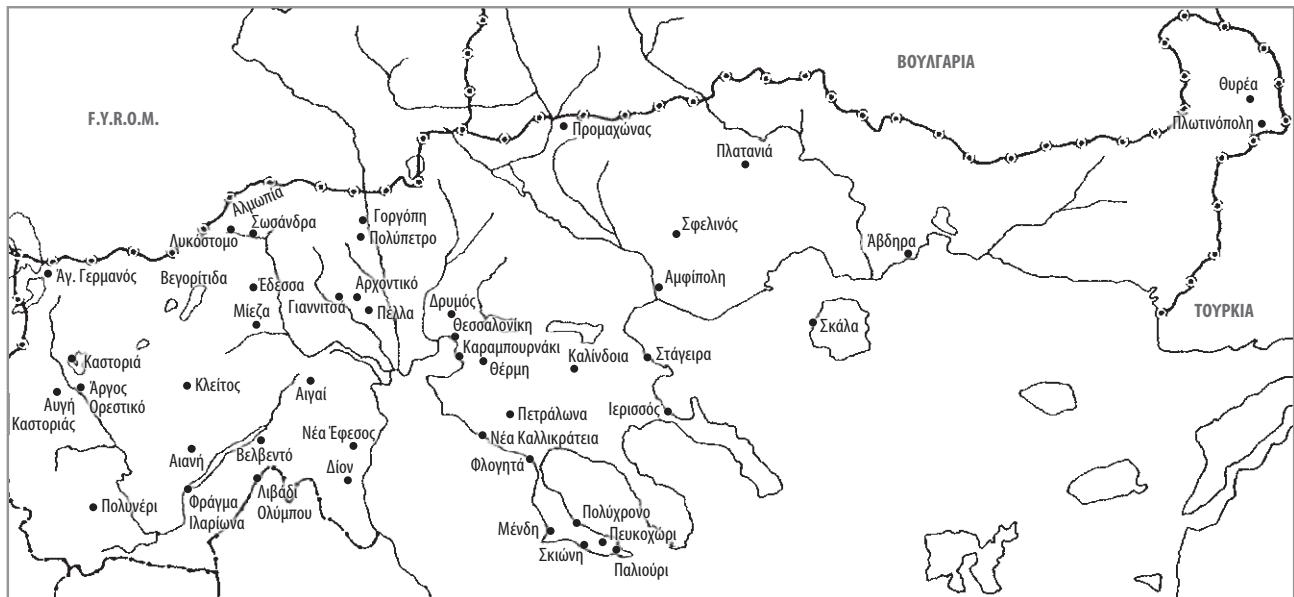 ΒΟΥΛΓΑΡΙΑ
F.Y.R.O.M.
Θυρέα
Πλωτινόπολη
Προμαχώνας
Πλατανιά
Αλμωπία
Σωσάνδρα
Λυκόστομο
Γοργόπη
Πολύπετρο
Σφελινός
Άβδηρα
Άγ. Γερμανός
Βεγορίτιδα
Έδεσσα
Μίεζα
Γιαννιτσά
Αρχοντικό
Πέλλα
Δρυμός
Θεσσαλονίκη
Καραμπουρνάκι
Θέρμη
Καλίνδοια
Αμφίπολη
Στάγειρα
Σκάλα
ΤΟΥΡΚΙΑ
Καστοριά
Άργος
Ορεστικό
Αυγή
Καστοριάς
Κλείτος
Αιγαί
Πετράλωνα
Ιερισσός
Νέα Έφεσος
Νέα Καλλικράτεια
Φλογητά
Αιανή
Βελβεντό
Δίον
Λιβάδι
Ολύμπου
Φράγμα
Ιλαρίωνα
Πολυνέρι
Πολύχρονο
Μένδη
Πευκοχώρι
Σκιώνη
Παλιούρι